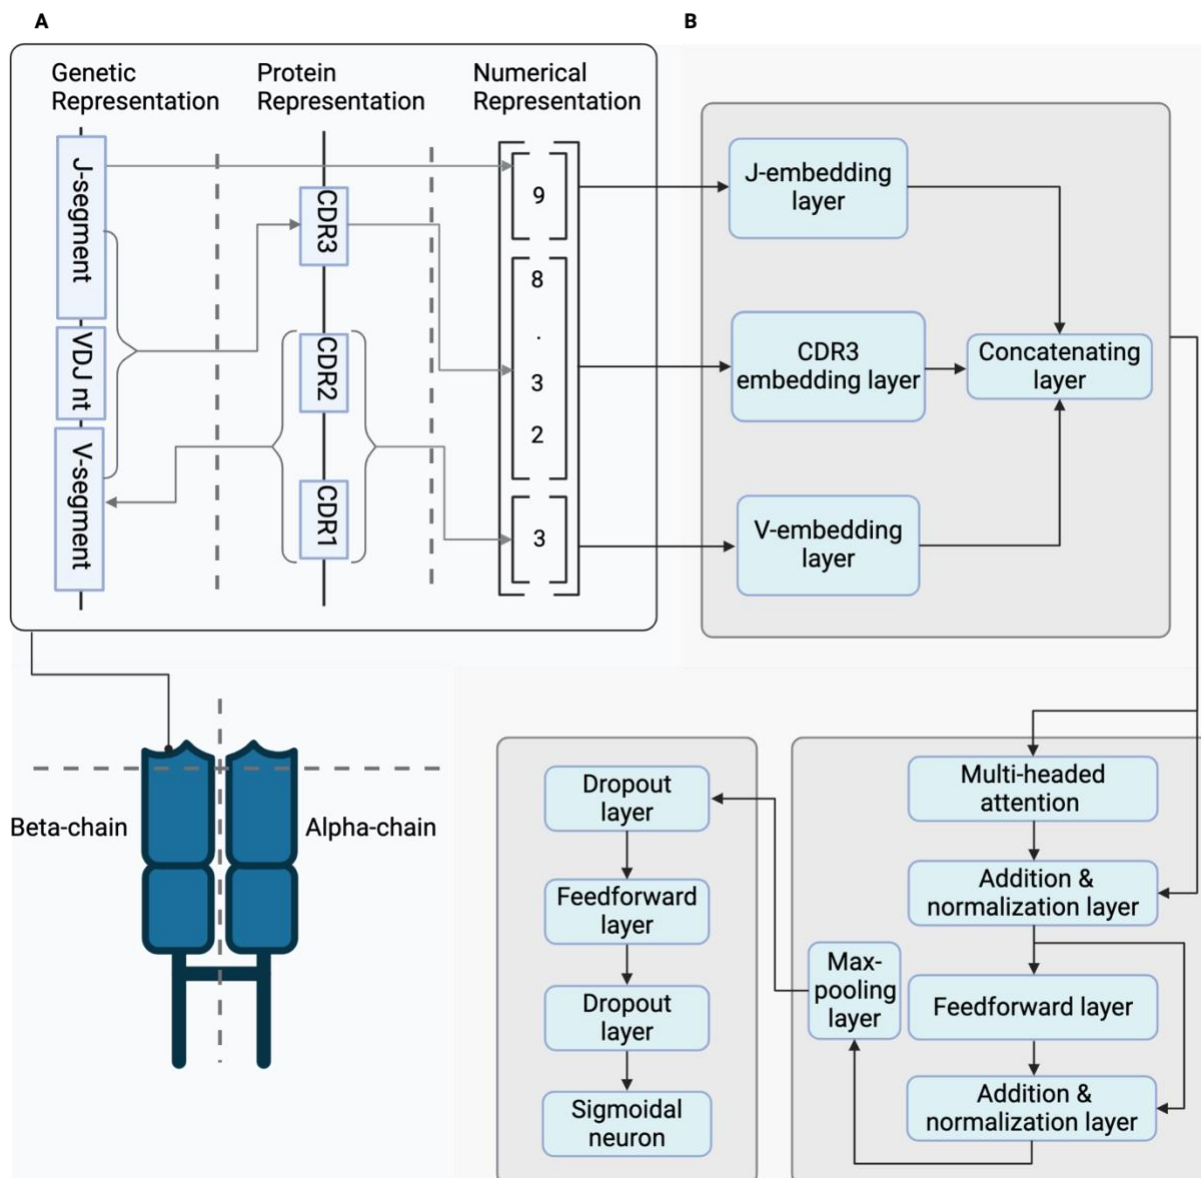 A
B
Genetic
Representation
Protein
Representation
Numerical
Representation
J-segment
VDJ nt
V-segment
CDR3
CDR2
CDR1
9
8
.
3
2
3
J-embedding
layer
CDR3
embedding layer
V-embedding
layer
Concatenating
layer
Beta-chain
Alpha-chain
Multi-headed
attention
Addition &
normalization layer
Feedforward layer
Addition &
normalization layer
Max-
pooling
layer
Dropout
layer
Feedforward
layer
Dropout
layer
Sigmoidal
neuron